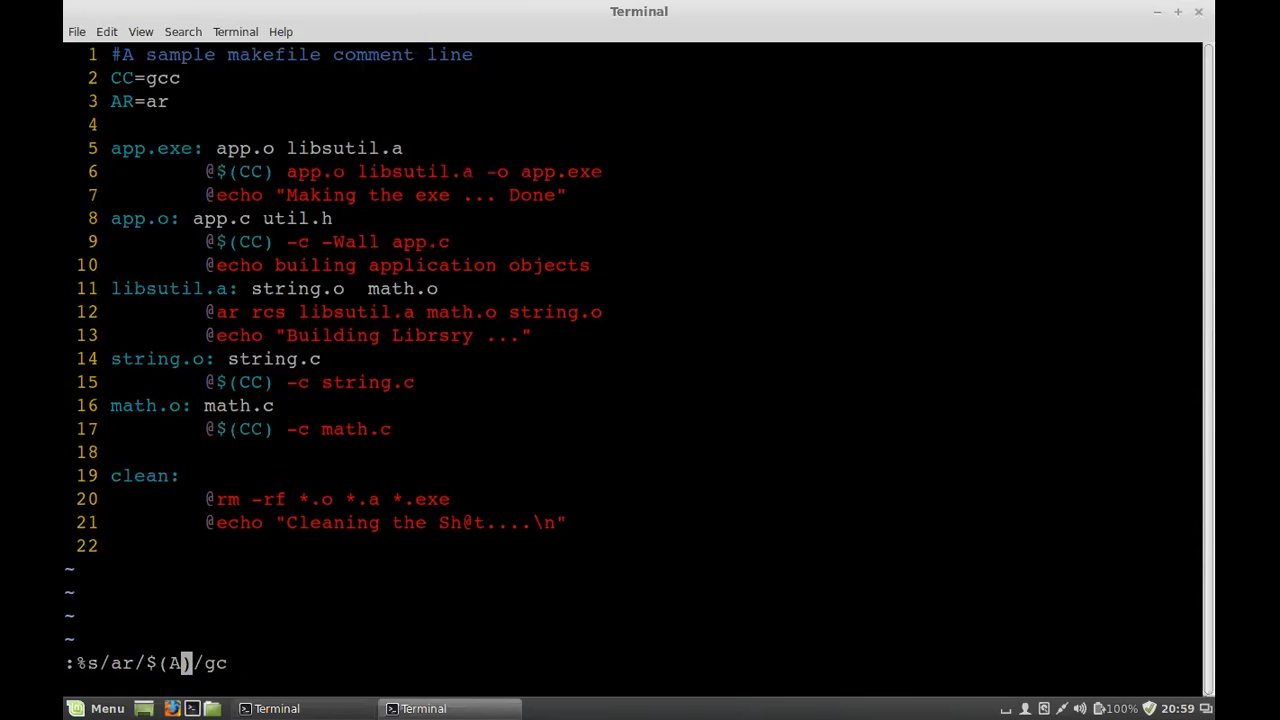 Terminal
File Edit View Search Terminal Help
1 #A sample makefile comment line
2 CC=gcc
3 AR=ar
4
5 app.exe: app.o libsutil.a
6 @$(CC) app.o libsutil.a -o app.exe
7 @echo "Making the exe ... Done"
8 app.o: app.c util.h
9 @$(CC) -c -Wall app.c
10 @echo builing application objects
11 libsutil.a: string.o  math.o
12 @ar rcs libsutil.a math.o string.o
13 @echo "Building Librsry ..."
14 string.o: string.c
15 @$(CC) -c string.c
16 math.o: math.c
17 @$(CC) -c math.c
18
19 clean:
20 @rm -rf *.o *.a *.exe
21 @echo "Cleaning the Sh@t....\n"
22
~
~
~
~
:%s/ar/$(A)/gc
Menu Terminal Terminal 100% 20:59